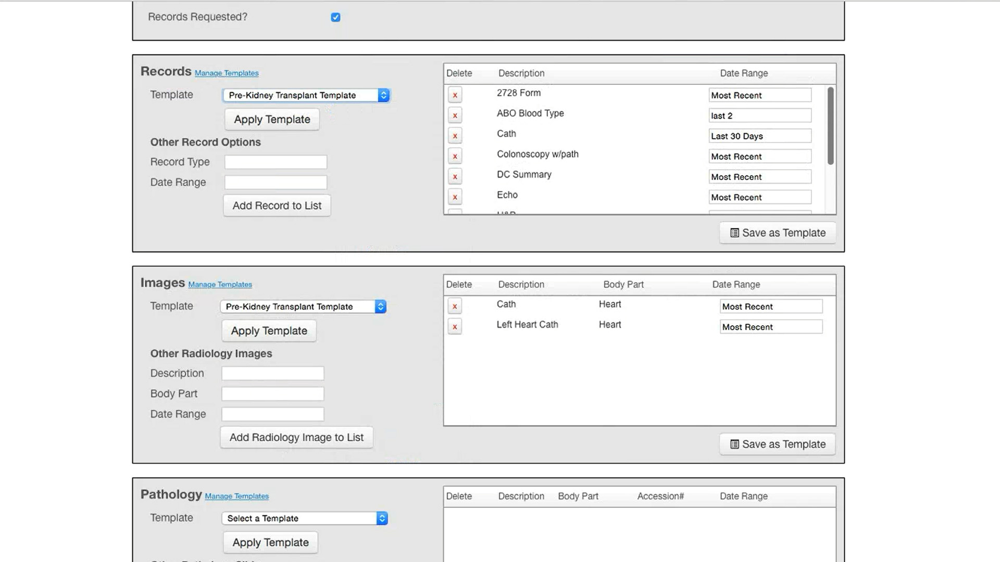 Records Requested?
Records Manage Templates
Template Pre-Kidney Transplant Template
Apply Template
Other Record Options
Record Type
Date Range
Add Record to List
Delete Description Date Range
x 2728 Form Most Recent
x ABO Blood Type last 2
x Cath Last 30 Days
x Colonoscopy w/path Most Recent
x DC Summary Most Recent
x Echo Most Recent
Save as Template
Images Manage Templates
Template Pre-Kidney Transplant Template
Apply Template
Other Radiology Images
Description
Body Part
Date Range
Add Radiology Image to List
Delete Description Body Part Date Range
x Cath Heart Most Recent
x Left Heart Cath Heart Most Recent
Save as Template
Pathology Manage Templates
Template Select a Template
Apply Template
Delete Description Body Part Accession# Date Range